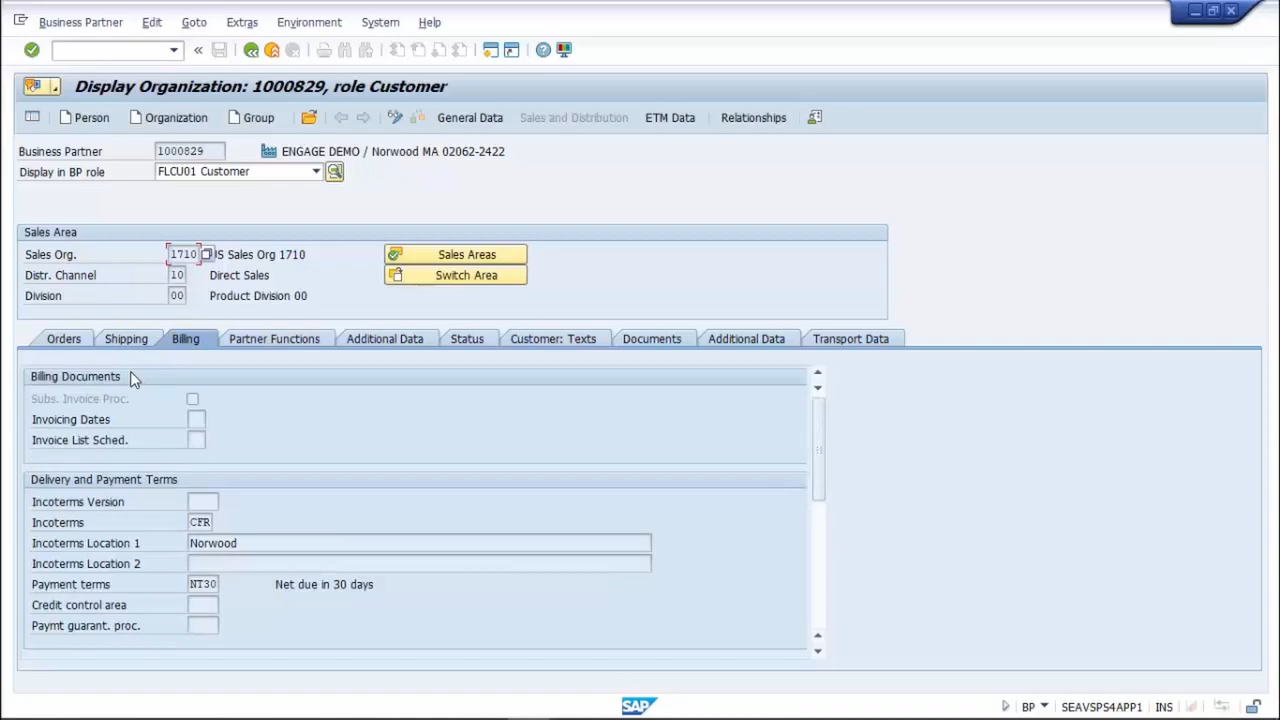 Business Partner Edit Goto Extras Environment System Help
Display Organization: 1000829, role Customer
Person Organization Group General Data Sales and Distribution ETM Data Relationships
Business Partner 1000829 ENGAGE DEMO / Norwood MA 02062-2422
Display in BP role FLCU01 Customer
Sales Area
Sales Org. 1710 IS Sales Org 1710 Sales Areas
Distr. Channel 10 Direct Sales Switch Area
Division 00 Product Division 00
Orders Shipping Billing Partner Functions Additional Data Status Customer: Texts Documents Additional Data Transport Data
Billing Documents
Subs. Invoice Proc.
Invoicing Dates
Invoice List Sched.
Delivery and Payment Terms
Incoterms Version
Incoterms CFR
Incoterms Location 1 Norwood
Incoterms Location 2
Payment terms NT30 Net due in 30 days
Credit control area
Paymt guarant. proc.
SAP BP SEAVSPS4APP1 INS